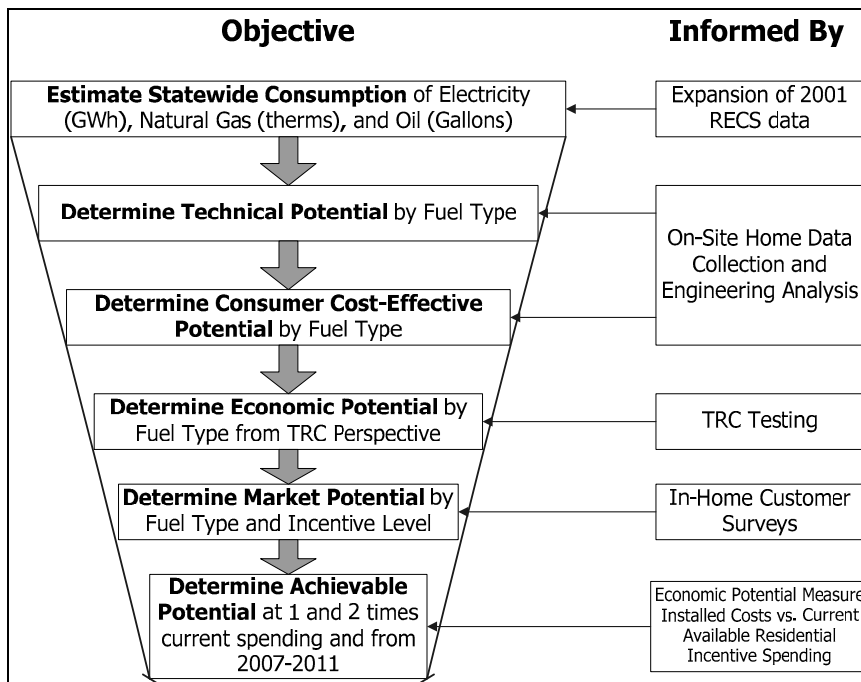 Objective
Informed By
Estimate Statewide Consumption of Electricity
(GWh), Natural Gas (therms), and Oil (Gallons)
Expansion of 2001
RECS data
Determine Technical Potential by Fuel Type
On-Site Home Data
Collection and
Engineering Analysis
Determine Consumer Cost-Effective
Potential by Fuel Type
Determine Economic Potential by
Fuel Type from TRC Perspective
TRC Testing
Determine Market Potential by
Fuel Type and Incentive Level
In-Home Customer
Surveys
Determine Achievable
Potential at 1 and 2 times
current spending and from
2007-2011
Economic Potential Measure
Installed Costs vs. Current
Available Residential
Incentive Spending